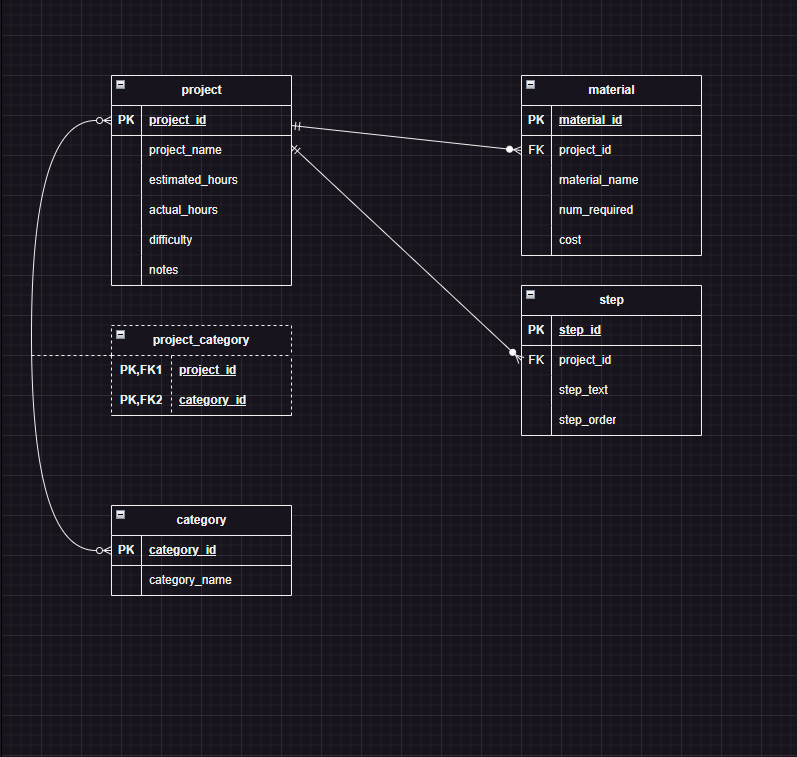 project
PK project_id
project_name
estimated_hours
actual_hours
difficulty
notes
material
PK material_id
FK project_id
material_name
num_required
cost
step
PK step_id
FK project_id
step_text
step_order
project_category
PK,FK1 project_id
PK,FK2 category_id
category
PK category_id
category_name